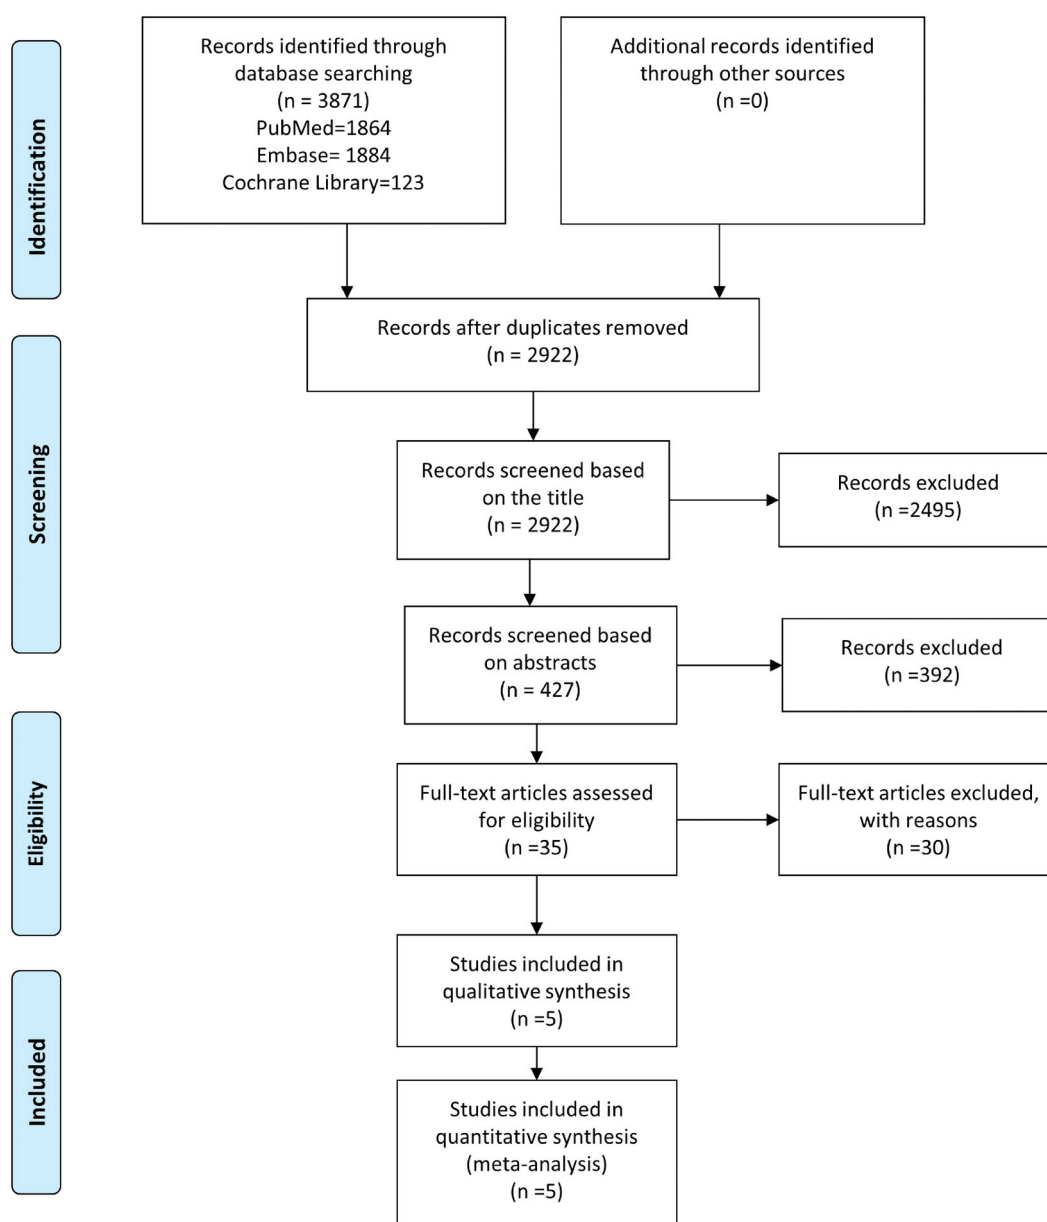 Identification
Records identified through
database searching
(n = 3871)
PubMed=1864
Embase= 1884
Cochrane Library=123
Additional records identified
through other sources
(n =0)
Records after duplicates removed
(n = 2922)
Screening
Records screened based
on the title
(n = 2922)
Records excluded
(n =2495)
Records screened based
on abstracts
(n = 427)
Records excluded
(n =392)
Eligibility
Full-text articles assessed
for eligibility
(n =35)
Full-text articles excluded,
with reasons
(n =30)
Included
Studies included in
qualitative synthesis
(n =5)
Studies included in
quantitative synthesis
(meta-analysis)
(n =5)